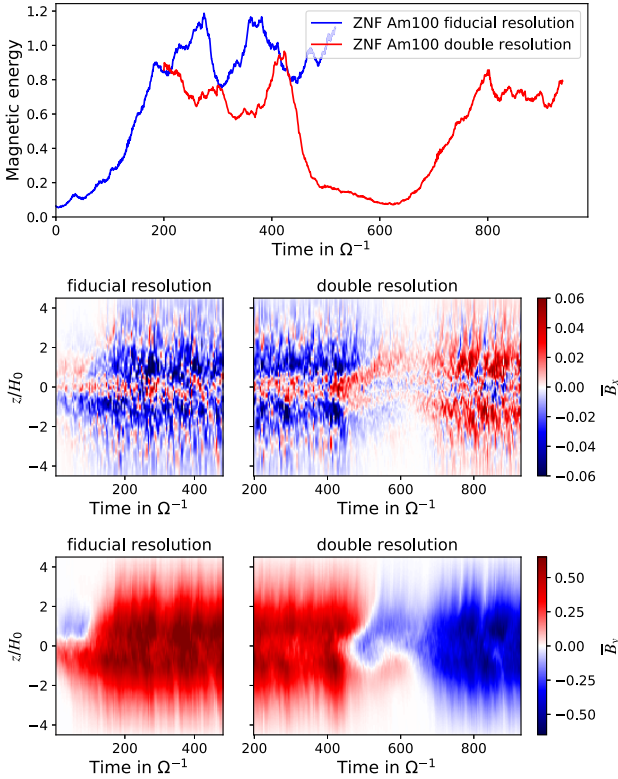 ZNF Am100 fiducial resolution
ZNF Am100 double resolution
Magnetic energy
1.2
1.0
0.8
0.6
0.4
0.2
0.0
0 200 400 600 800
Time in Ω⁻¹
fiducial resolution double resolution
z/H₀
4
2
0
−2
−4
200 400 200 400 600 800
Time in Ω⁻¹ Time in Ω⁻¹
0.06
0.04
0.02
0.00
−0.02
−0.04
−0.06
B̅ₓ
fiducial resolution double resolution
z/H₀
4
2
0
−2
−4
200 400 200 400 600 800
Time in Ω⁻¹ Time in Ω⁻¹
0.50
0.25
0.00
−0.25
−0.50
B̅ᵧ